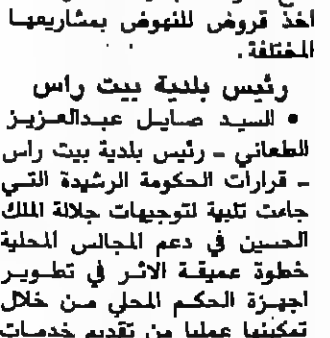 اخذ قروض للنهوض بمشاريعها
المختلفة.
رئيس بلدية بيت راس
• السيد صايل عبدالعزيز
الطعاني ـ رئيس بلدية بيت راس
ـ قرارات الحكومة الرشيدة التي
جاءت تلبية لتوجيهات جلالة الملك
الحسين في دعم المجالس المحلية
خطوة عميقة الاثر في تطوير
اجهزة الحكم المحلي من خلال
تمكينها عمليا من تقديم خدمات